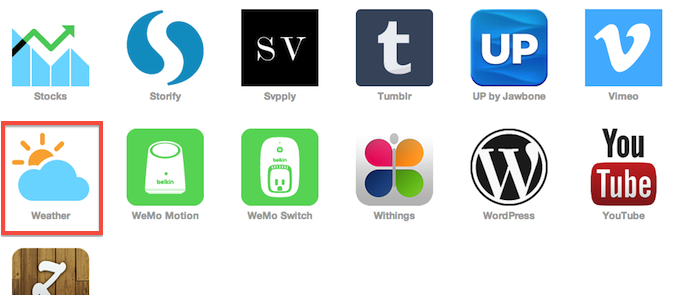 SV
t
UP
v
Stocks
Storify
Svpply
Tumblr
UP by Jawbone
Vimeo
belkin
belkin
W
You
Tube
Weather
WeMo Motion
WeMo Switch
Withings
WordPress
YouTube